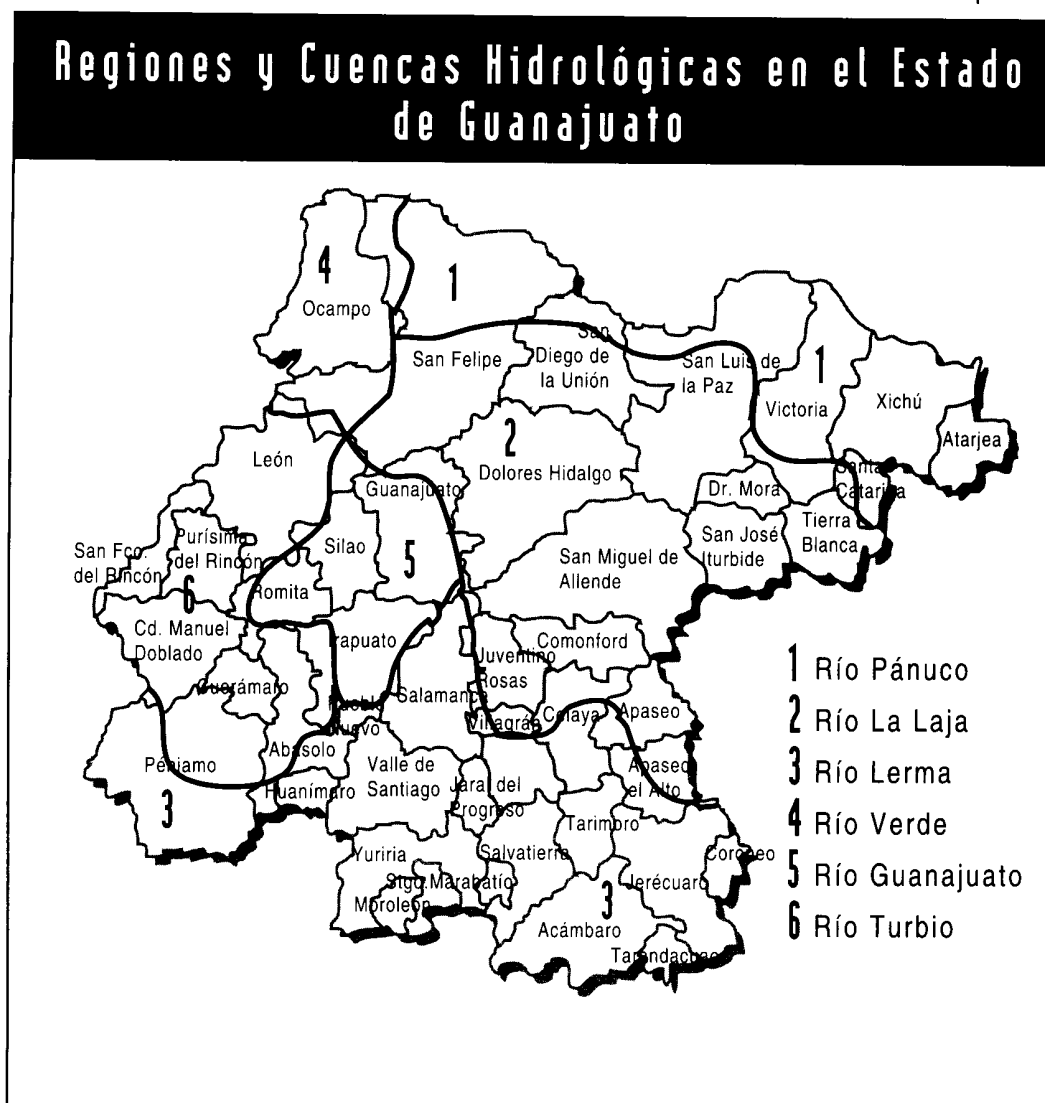 Regiones y Cuencas Hidrológicas en el Estado
de Guanajuato
4
1
Ocampo
San Felipe
San
Diego de
la Unión
San Luis de
la Paz
1
Victoria
Xichú
Atarjea
León
2
Dolores Hidalgo
Guanajuato
Dr. Mora
Santa
Catarina
San Fco.
del Rincón
Purísima
del Rincón
Silao
5
San Miguel de
Allende
San José
Iturbide
Tierra
Blanca
6
Romita
Cd. Manuel
Doblado
Irapuato
Juventino
Rosas
Comonford
Cuerámaro
Salamanca
Pueblo
Nuevo
Villagrán
Celaya
Apaseo
Pénjamo
Abasolo
Valle de
Santiago
Apaseo
el Alto
3
Huanímaro
Jaral del
Progreso
Tarimoro
Yuriria
Salvatierra
Coroneo
Stgo. Marabatío
Moroleón
3
Jerécuaro
Acámbaro
Tarandacuao
1 Río Pánuco
2 Río La Laja
3 Río Lerma
4 Río Verde
5 Río Guanajuato
6 Río Turbio